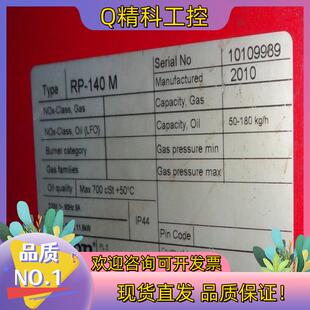 Q精科工控
Type RP-140 M
Serial No 10109989
Manufactured 2010
NOx-Class, Gas
Capacity, Gas
NOx-Class, Oil (LFO)
Capacity, Oil 50-180 kg/h
Burner category
Gas pressure min
Gas families
Gas pressure max
Oil quality Max 700 cSt +50°C
IP44
Pin Code
品质
NO.1
欢迎咨询可开发票
现货直发 品质保证!